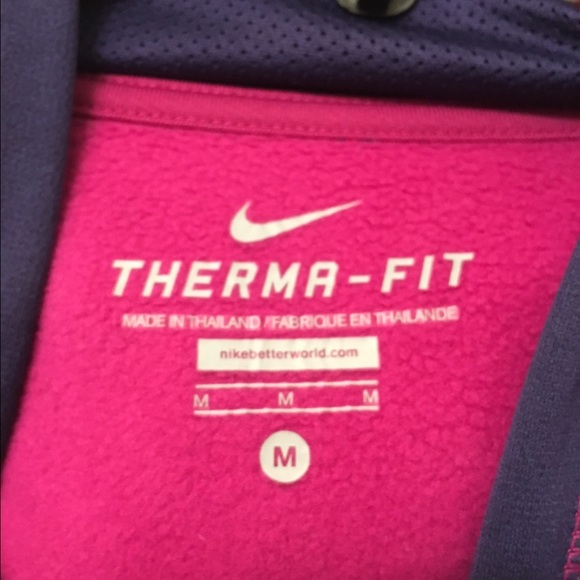 THERMA-FIT
MADE IN THAILAND / FABRIQUE EN THAILANDE
nikebetterworld.com
M M M
M